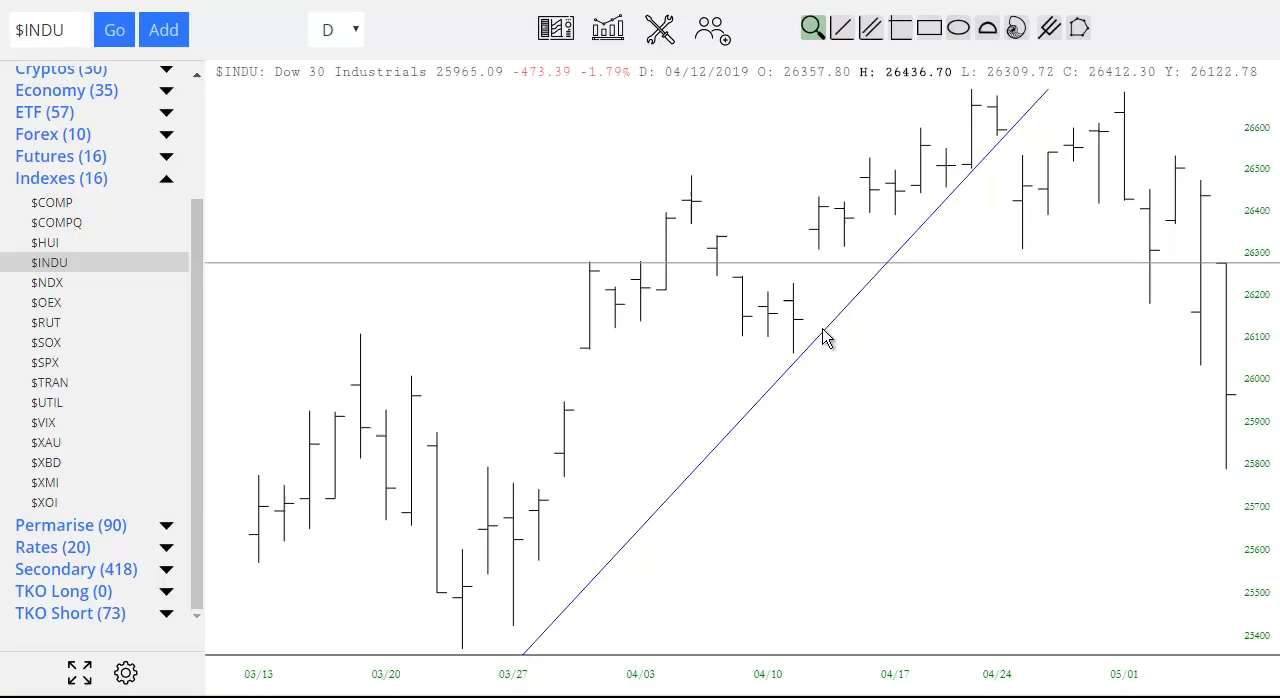 $INDU Go Add D
$INDU: Dow 30 Industrials 25965.09 -473.39 -1.79% D: 04/12/2019 O: 26357.80 H: 26436.70 L: 26309.72 C: 26412.30 Y: 26122.78
Cryptos (30)
Economy (35)
ETF (57)
Forex (10)
Futures (16)
Indexes (16)
$COMP
$COMPQ
$HUI
$INDU
$NDX
$OEX
$RUT
$SOX
$SPX
$TRAN
$UTIL
$VIX
$XAU
$XBD
$XMI
$XOI
Permarise (90)
Rates (20)
Secondary (418)
TKO Long (0)
TKO Short (73)
26600
26500
26400
26300
26200
26100
26000
25900
25800
25700
25600
25500
25400
03/13 03/20 03/27 04/03 04/10 04/17 04/24 05/01